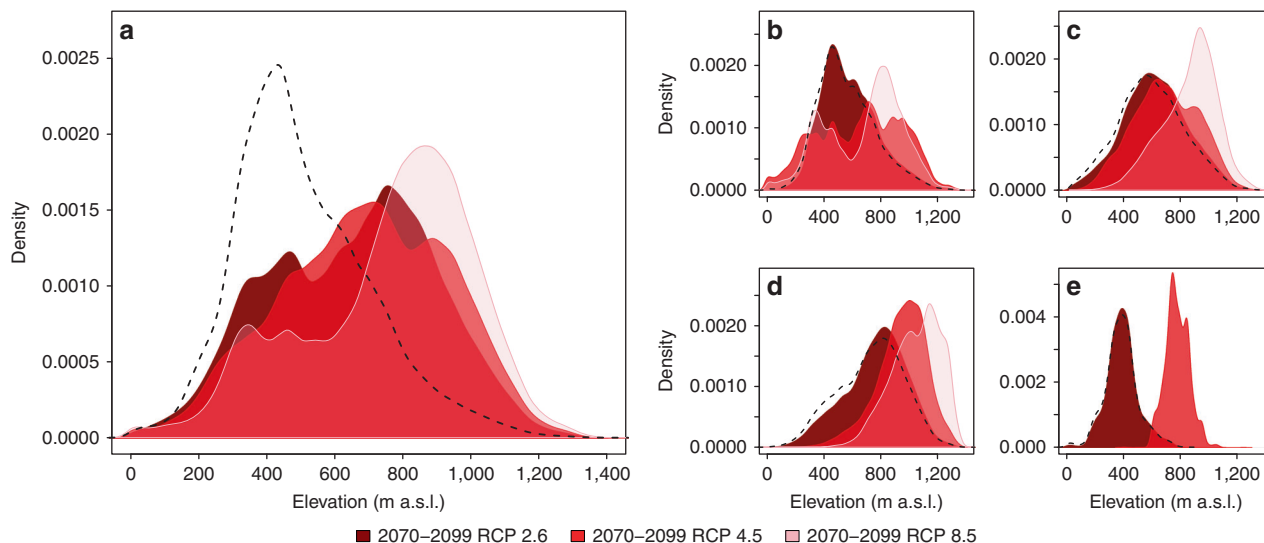 a
Density
0.0025
0.0020
0.0015
0.0010
0.0005
0.0000
0 200 400 600 800 1,000 1,200 1,400
Elevation (m a.s.l.)
b
Density
0.0020
0.0010
0.0000
0 400 800 1,200
c
0.0020
0.0010
0.0000
0 400 800 1,200
d
Density
0.0020
0.0010
0.0000
0 400 800 1,200
Elevation (m a.s.l.)
e
0.004
0.002
0.000
0 400 800 1,200
Elevation (m a.s.l.)
2070–2099 RCP 2.6 2070–2099 RCP 4.5 2070–2099 RCP 8.5